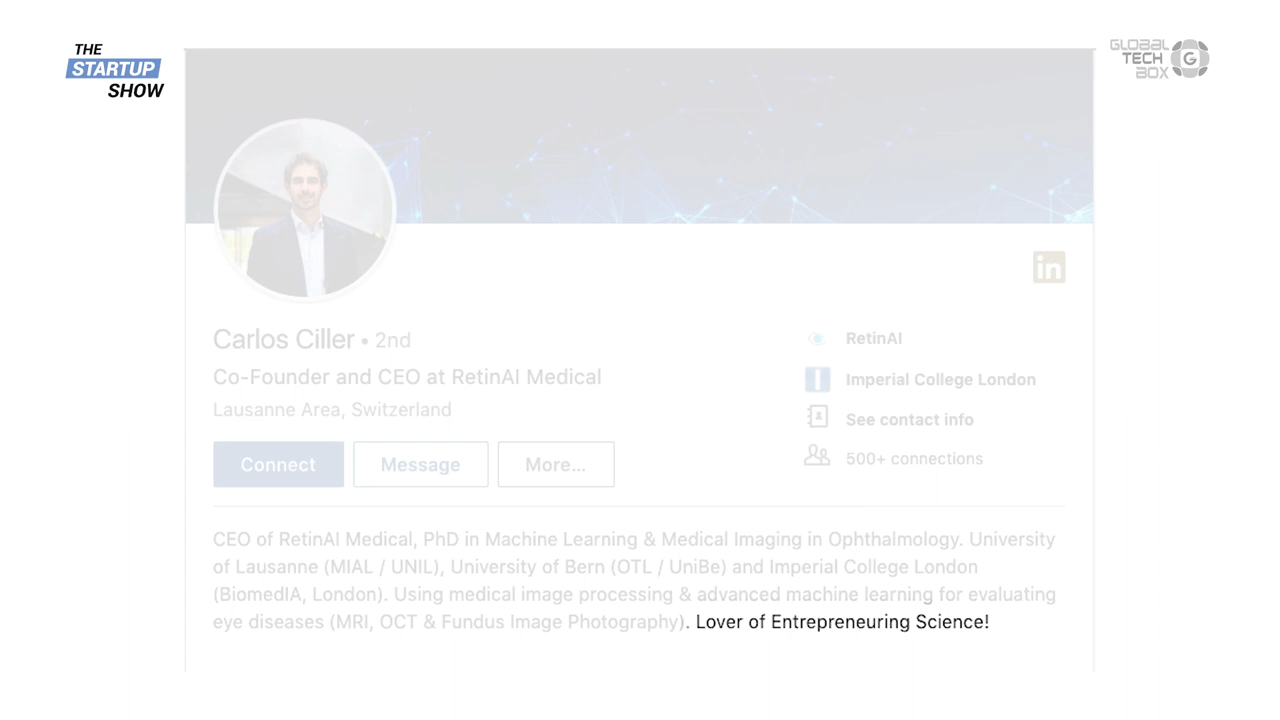 THE
STARTUP
SHOW
GLOBAL
TECH
BOX
G
in
Carlos Ciller • 2nd
Co-Founder and CEO at RetinAI Medical
Lausanne Area, Switzerland
Connect
Message
More...
RetinAI
Imperial College London
See contact info
500+ connections
CEO of RetinAI Medical, PhD in Machine Learning & Medical Imaging in Ophthalmology. University
of Lausanne (MIAL / UNIL), University of Bern (OTL / UniBe) and Imperial College London
(BiomedIA, London). Using medical image processing & advanced machine learning for evaluating
eye diseases (MRI, OCT & Fundus Image Photography). Lover of Entrepreneuring Science!